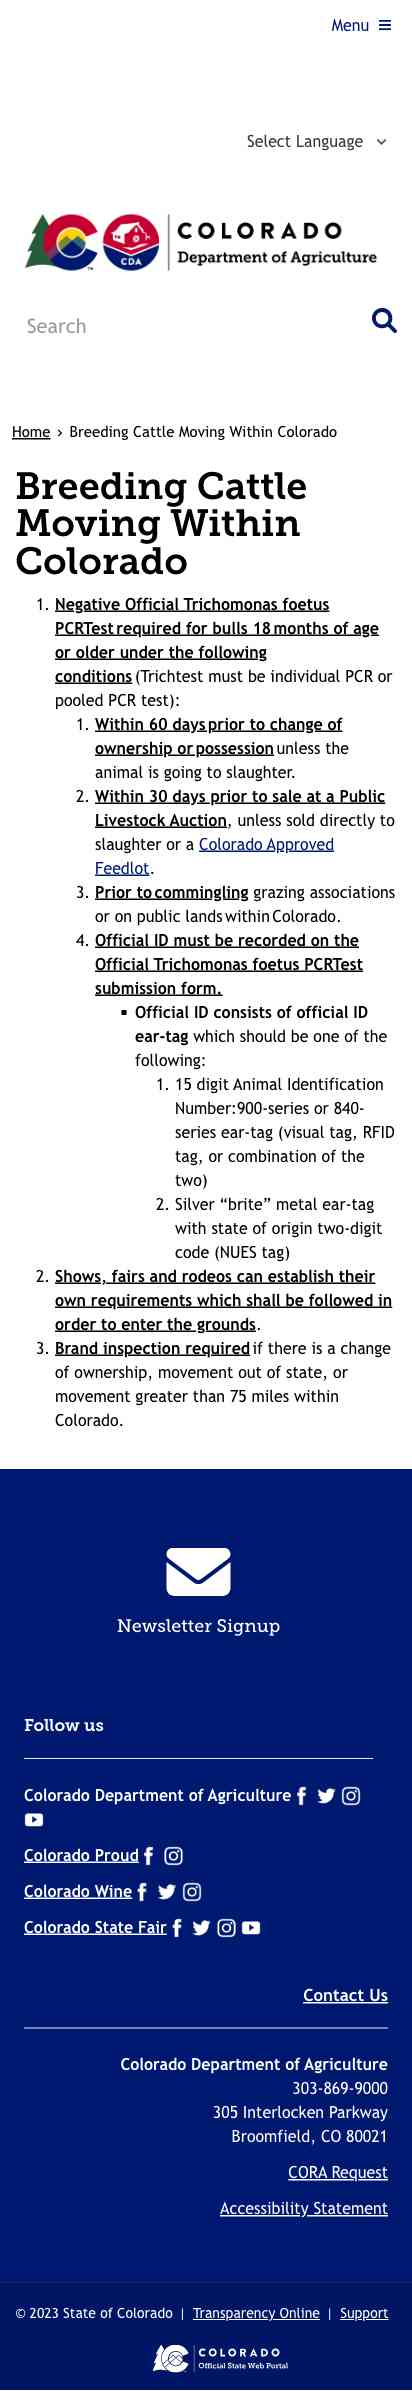 Menu
Select Language
CDA
COLORADO
Department of Agriculture
TM
Search
Home › Breeding Cattle Moving Within Colorado
Breeding Cattle
Moving Within
Colorado
1. Negative Official Trichomonas foetus
PCRTest required for bulls 18 months of age
or older under the following
conditions (Trichtest must be individual PCR or
pooled PCR test):
1. Within 60 days prior to change of
ownership or possession unless the
animal is going to slaughter.
2. Within 30 days prior to sale at a Public
Livestock Auction, unless sold directly to
slaughter or a Colorado Approved
Feedlot.
3. Prior to commingling grazing associations
or on public lands within Colorado.
4. Official ID must be recorded on the
Official Trichomonas foetus PCRTest
submission form.
▪ Official ID consists of official ID
ear-tag which should be one of the
following:
1. 15 digit Animal Identification
Number:900-series or 840-
series ear-tag (visual tag, RFID
tag, or combination of the
two)
2. Silver “brite” metal ear-tag
with state of origin two-digit
code (NUES tag)
2. Shows, fairs and rodeos can establish their
own requirements which shall be followed in
order to enter the grounds.
3. Brand inspection required if there is a change
of ownership, movement out of state, or
movement greater than 75 miles within
Colorado.
Newsletter Signup
Follow us
Colorado Department of Agriculture
Colorado Proud
Colorado Wine
Colorado State Fair
Contact Us
Colorado Department of Agriculture
303-869-9000
305 Interlocken Parkway
Broomfield, CO 80021
CORA Request
Accessibility Statement
© 2023 State of Colorado | Transparency Online | Support
COLORADO
Official State Web Portal